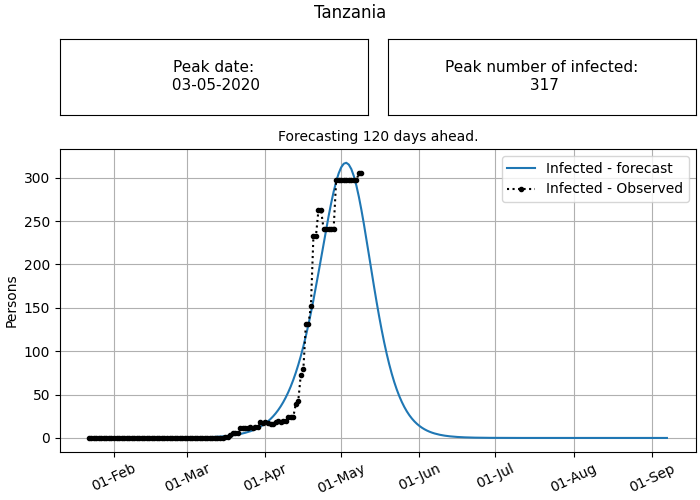 Tanzania
Peak date:
03-05-2020
Peak number of infected:
317
Forecasting 120 days ahead.
Infected - forecast
Infected - Observed
Persons
300
250
200
150
100
50
0
01-Feb
01-Mar
01-Apr
01-May
01-Jun
01-Jul
01-Aug
01-Sep